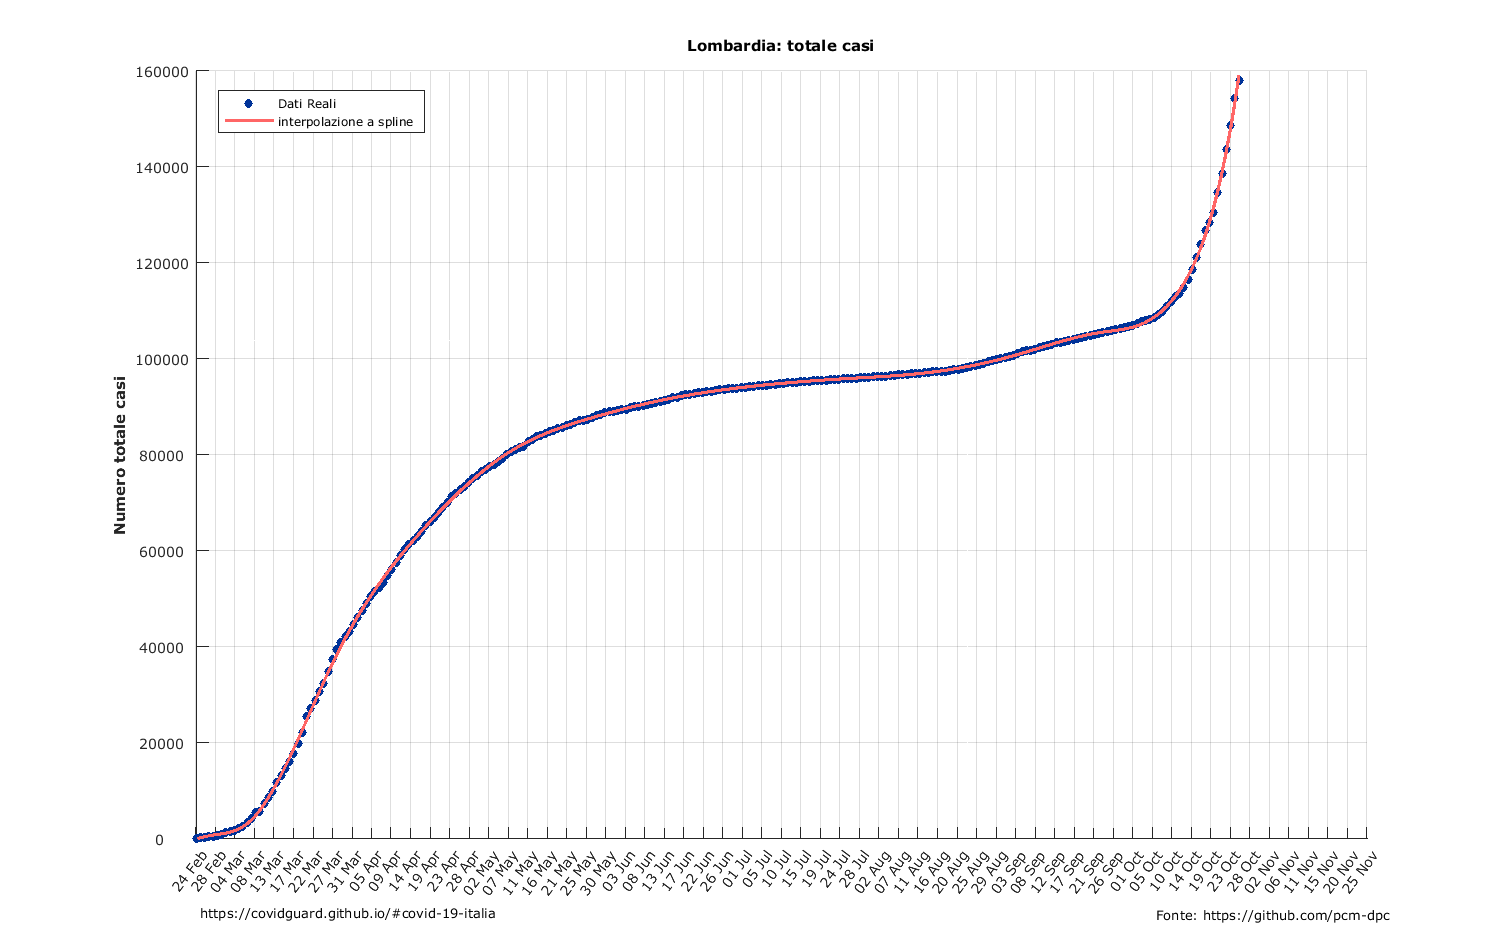 Lombardia: totale casi
160000
140000
120000
100000
80000
60000
40000
20000
0
Numero totale casi
Dati Reali
interpolazione a spline
24 Feb
28 Feb
04 Mar
08 Mar
13 Mar
17 Mar
22 Mar
27 Mar
31 Mar
05 Apr
09 Apr
14 Apr
19 Apr
23 Apr
28 Apr
02 May
07 May
11 May
16 May
21 May
25 May
30 May
03 Jun
08 Jun
13 Jun
17 Jun
22 Jun
26 Jun
01 Jul
05 Jul
10 Jul
15 Jul
19 Jul
24 Jul
28 Jul
02 Aug
07 Aug
11 Aug
16 Aug
20 Aug
25 Aug
29 Aug
03 Sep
08 Sep
12 Sep
17 Sep
21 Sep
26 Sep
01 Oct
05 Oct
10 Oct
14 Oct
19 Oct
23 Oct
28 Oct
02 Nov
06 Nov
11 Nov
15 Nov
20 Nov
25 Nov
https://covidguard.github.io/#covid-19-italia
Fonte: https://github.com/pcm-dpc